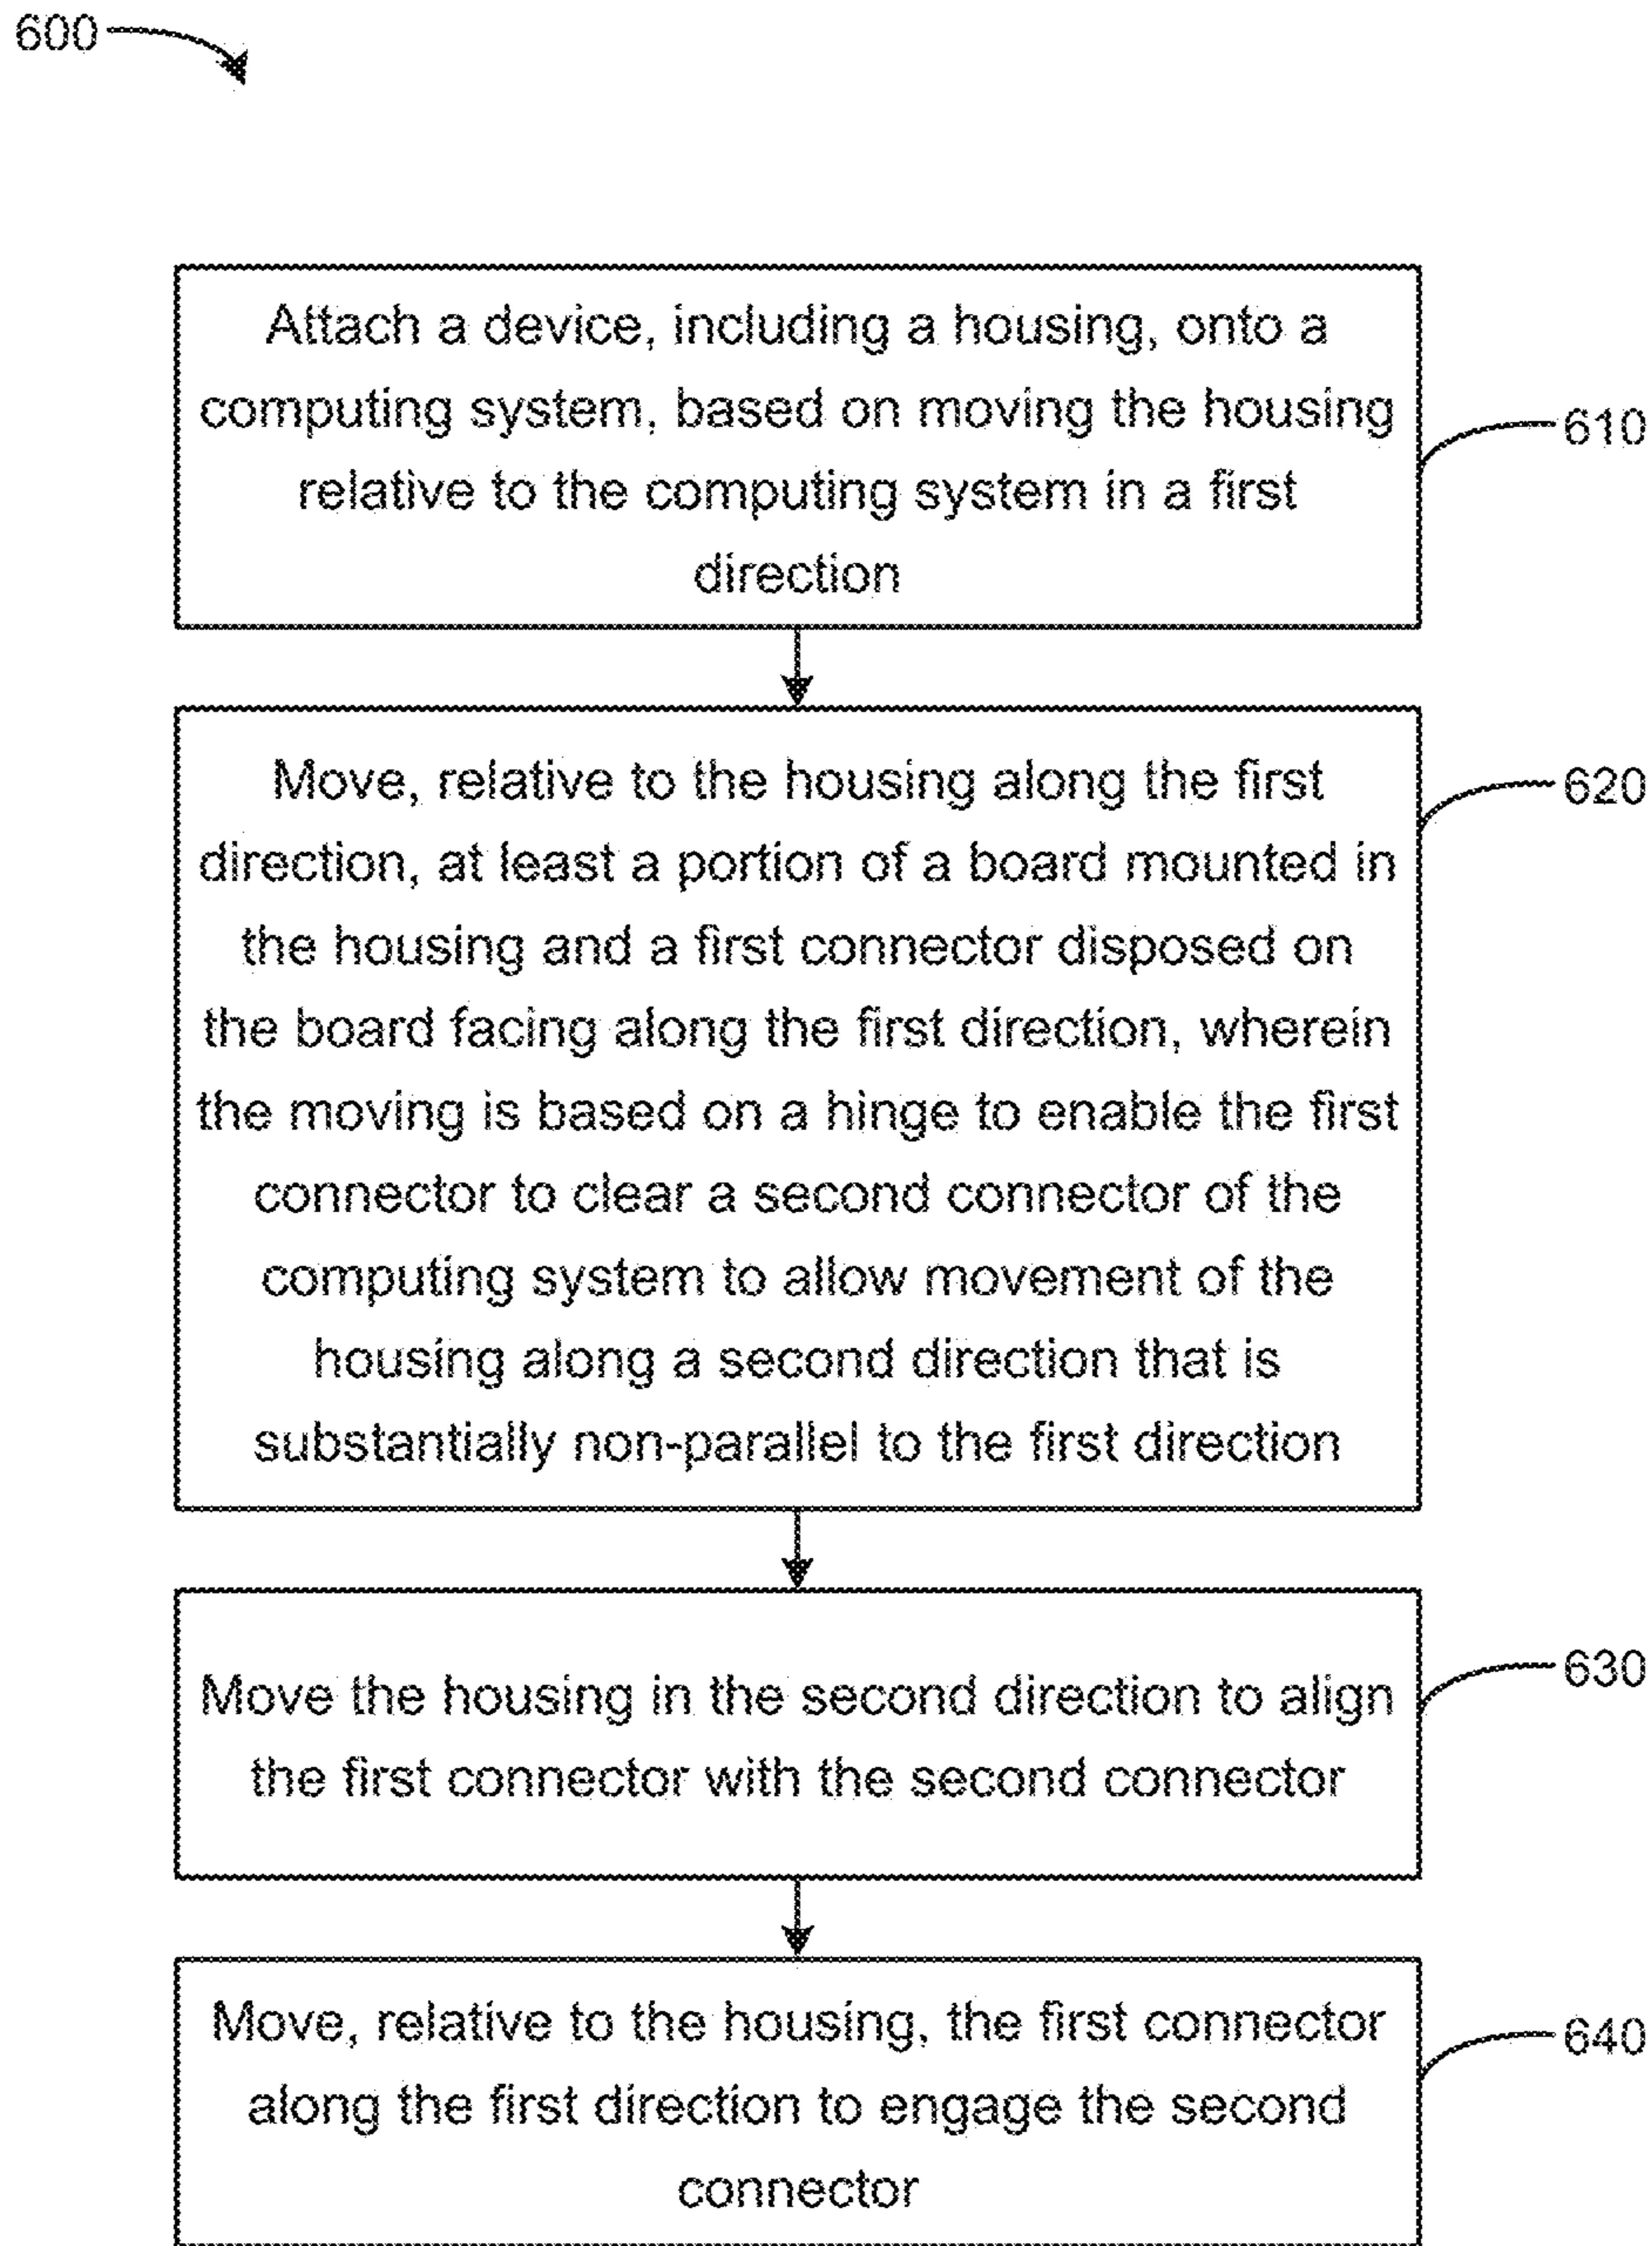 600
Attach a device, including a housing, onto a
computing system, based on moving the housing
relative to the computing system in a first
direction
610
Move, relative to the housing along the first
direction, at least a portion of a board mounted in
the housing and a first connector disposed on
the board facing along the first direction, wherein
the moving is based on a hinge to enable the first
connector to clear a second connector of the
computing system to allow movement of the
housing along a second direction that is
substantially non-parallel to the first direction
620
Move the housing in the second direction to align
the first connector with the second connector
630
Move, relative to the housing, the first connector
along the first direction to engage the second
connector
640